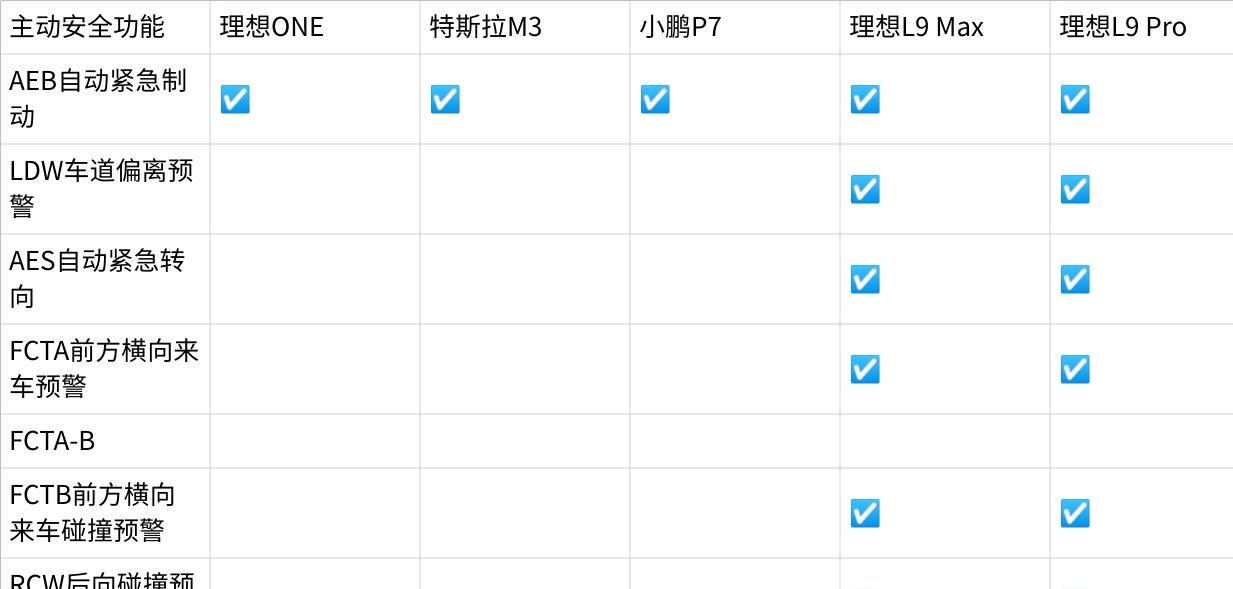 主动安全功能 理想ONE 特斯拉M3 小鹏P7 理想L9 Max 理想L9 Pro
AEB自动紧急制
动
✅ ✅ ✅ ✅ ✅
LDW车道偏离预
警
✅ ✅
AES自动紧急转
向
✅ ✅
FCTA前方横向来
车预警
✅ ✅
FCTA-B
FCTB前方横向
来车碰撞预警
✅ ✅
RCW后向碰撞预